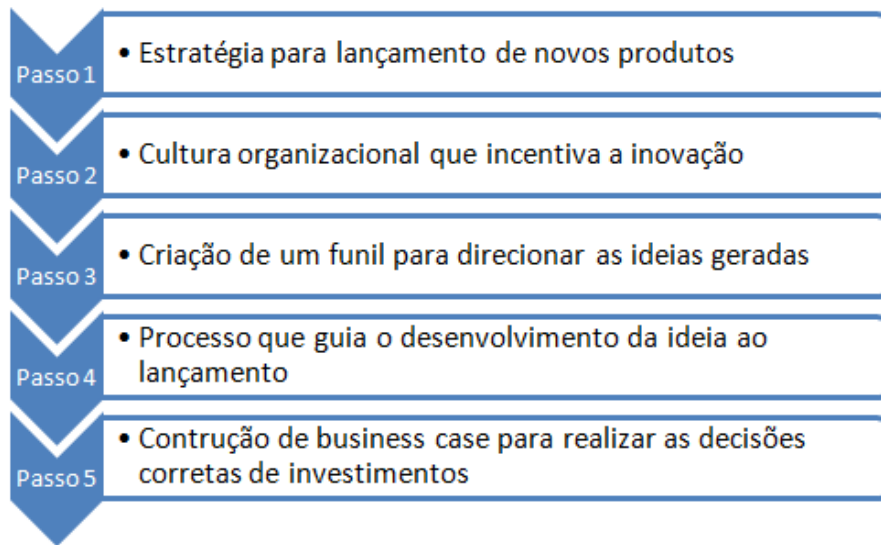 Passo 1
• Estratégia para lançamento de novos produtos
Passo 2
• Cultura organizacional que incentiva a inovação
Passo 3
• Criação de um funil para direcionar as ideias geradas
Passo 4
• Processo que guia o desenvolvimento da ideia ao
lançamento
Passo 5
• Contrução de business case para realizar as decisões
corretas de investimentos